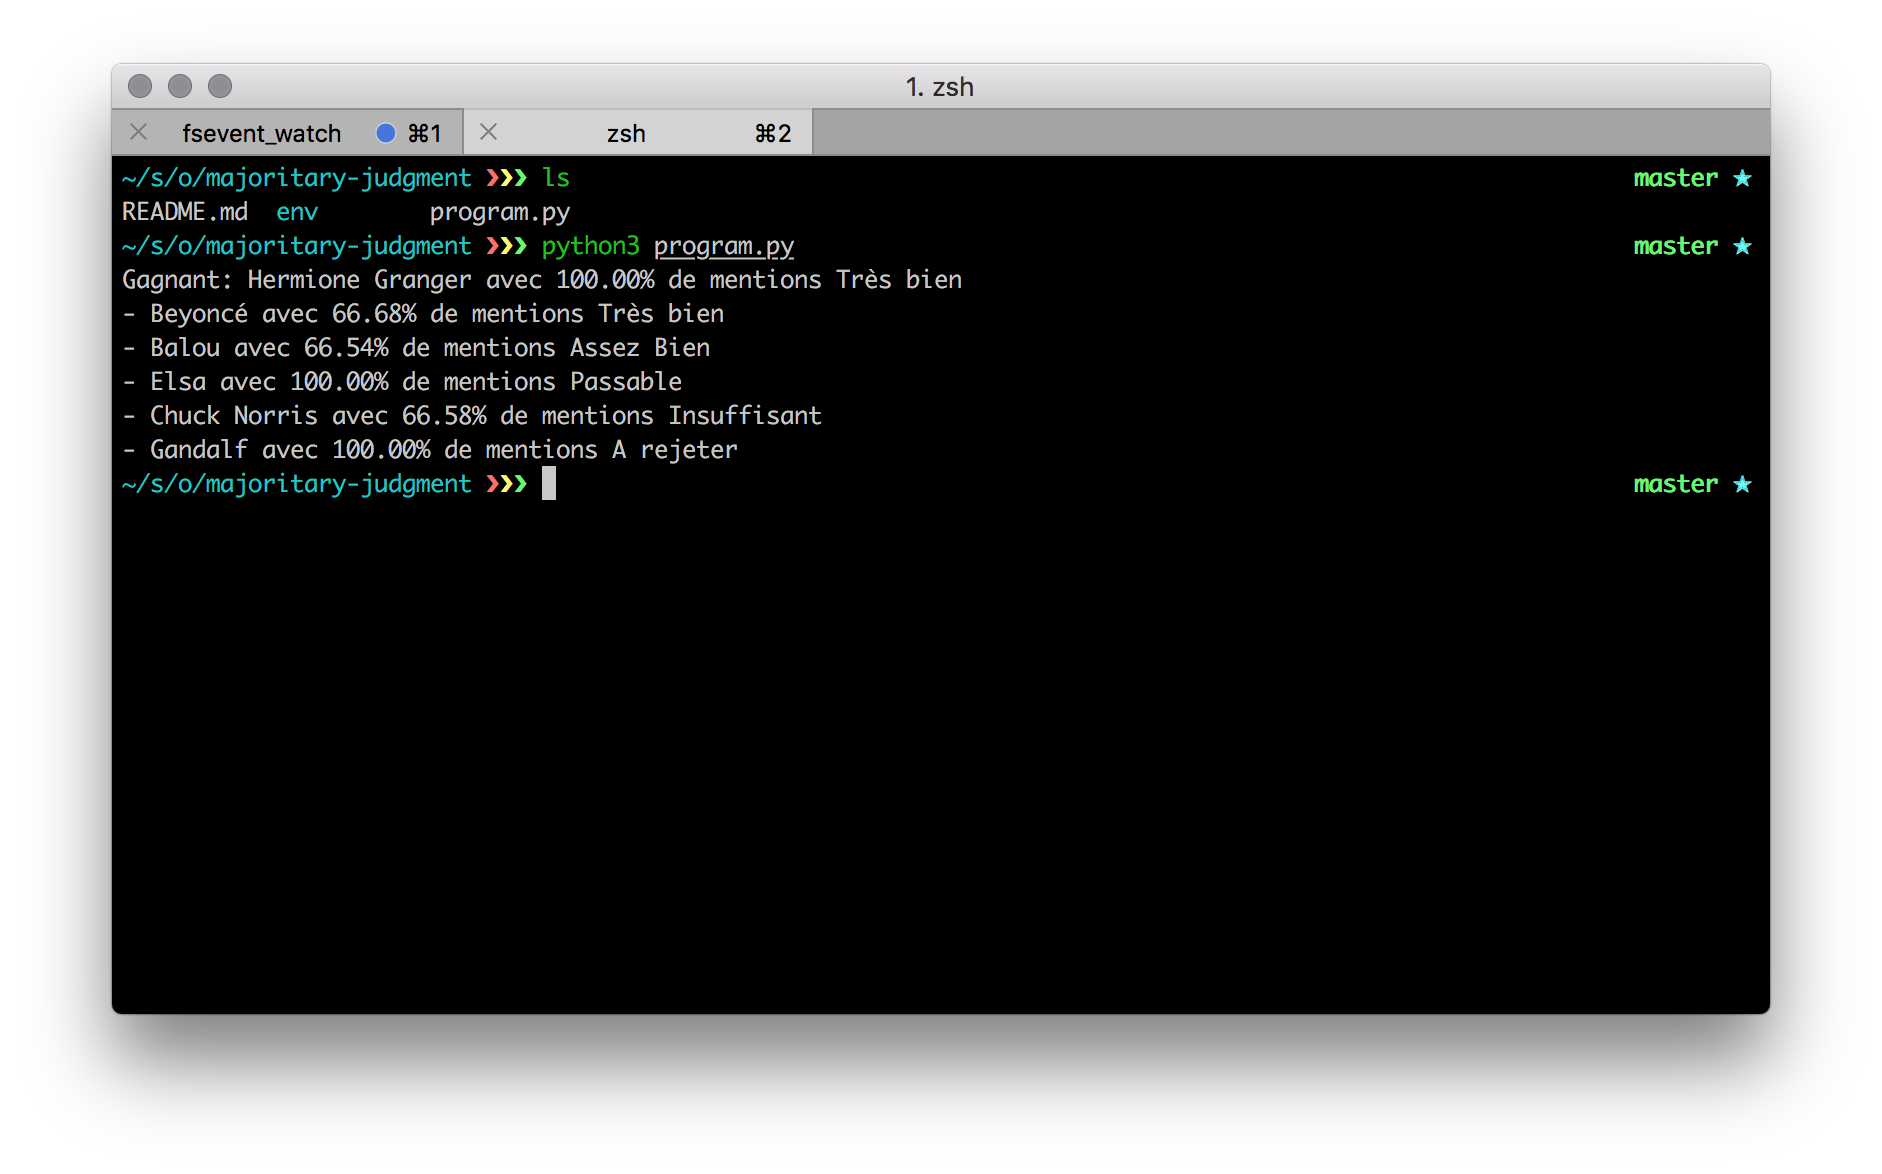 1. zsh
fsevent_watch ⌘1 zsh ⌘2
~/s/o/majoritary-judgment ❯❯❯ ls master ★
README.md env program.py
~/s/o/majoritary-judgment ❯❯❯ python3 program.py master ★
Gagnant: Hermione Granger avec 100.00% de mentions Très bien
- Beyoncé avec 66.68% de mentions Très bien
- Balou avec 66.54% de mentions Assez Bien
- Elsa avec 100.00% de mentions Passable
- Chuck Norris avec 66.58% de mentions Insuffisant
- Gandalf avec 100.00% de mentions A rejeter
~/s/o/majoritary-judgment ❯❯❯ master ★